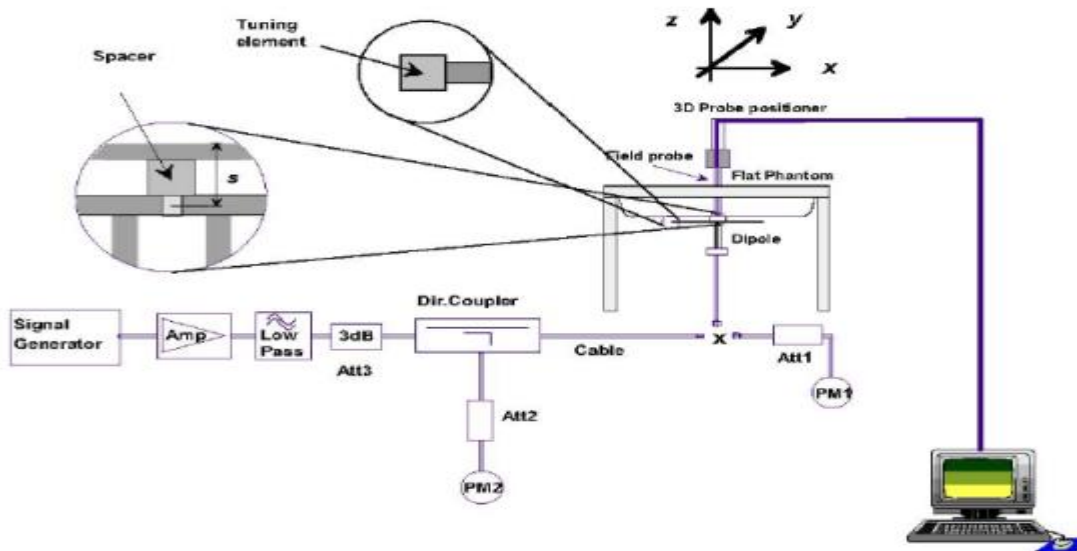 Tuning
element
Spacer
s
z
y
x
3D Probe positioner
Field probe
Flat Phantom
Dipole
Signal
Generator
Amp
Low
Pass
3dB
Att3
Dir.Coupler
Cable
X
Att1
PM1
Att2
PM2